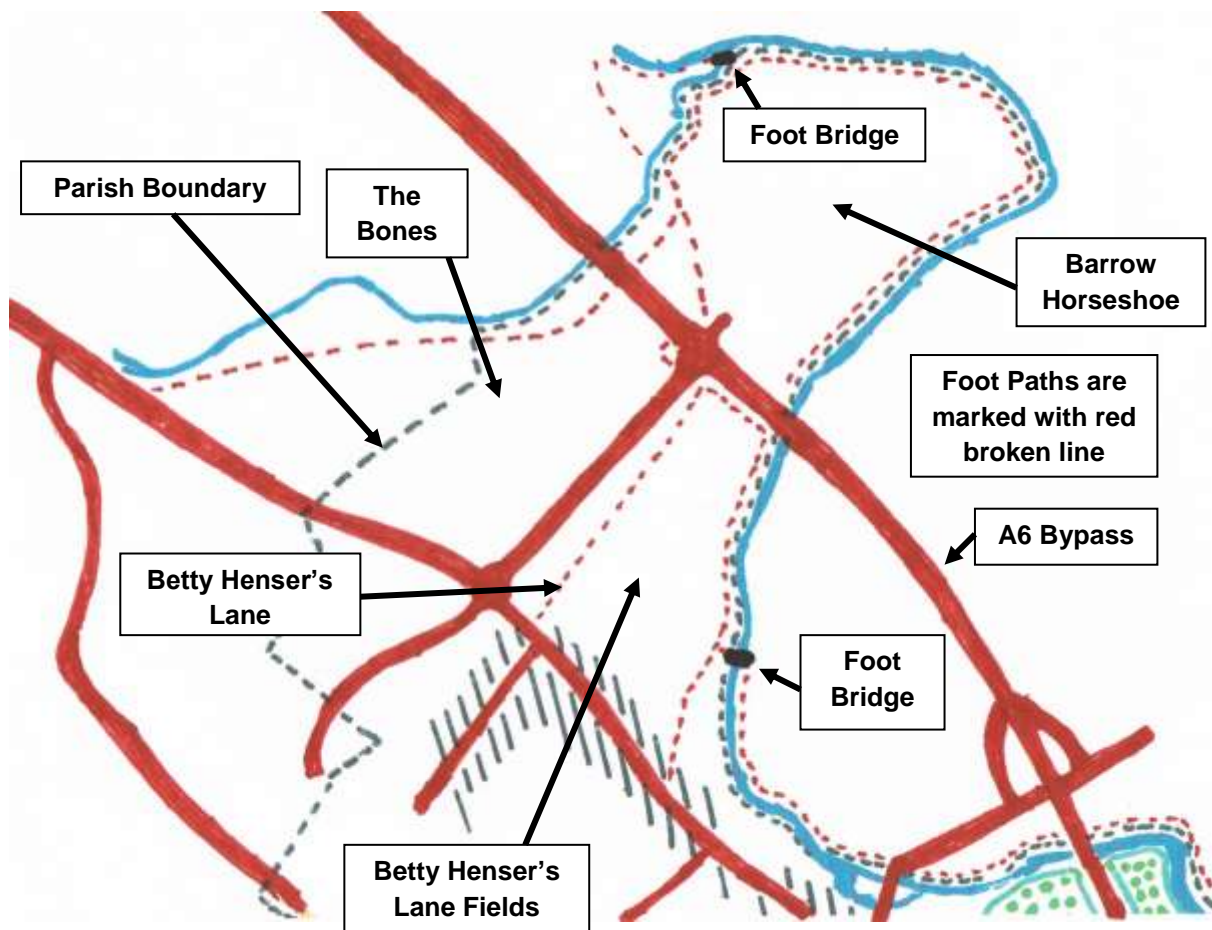 Foot Bridge
Parish Boundary
The
Bones
Barrow
Horseshoe
Foot Paths are
marked with red
broken line
A6 Bypass
Betty Henser's
Lane
Foot
Bridge
Betty Henser's
Lane Fields